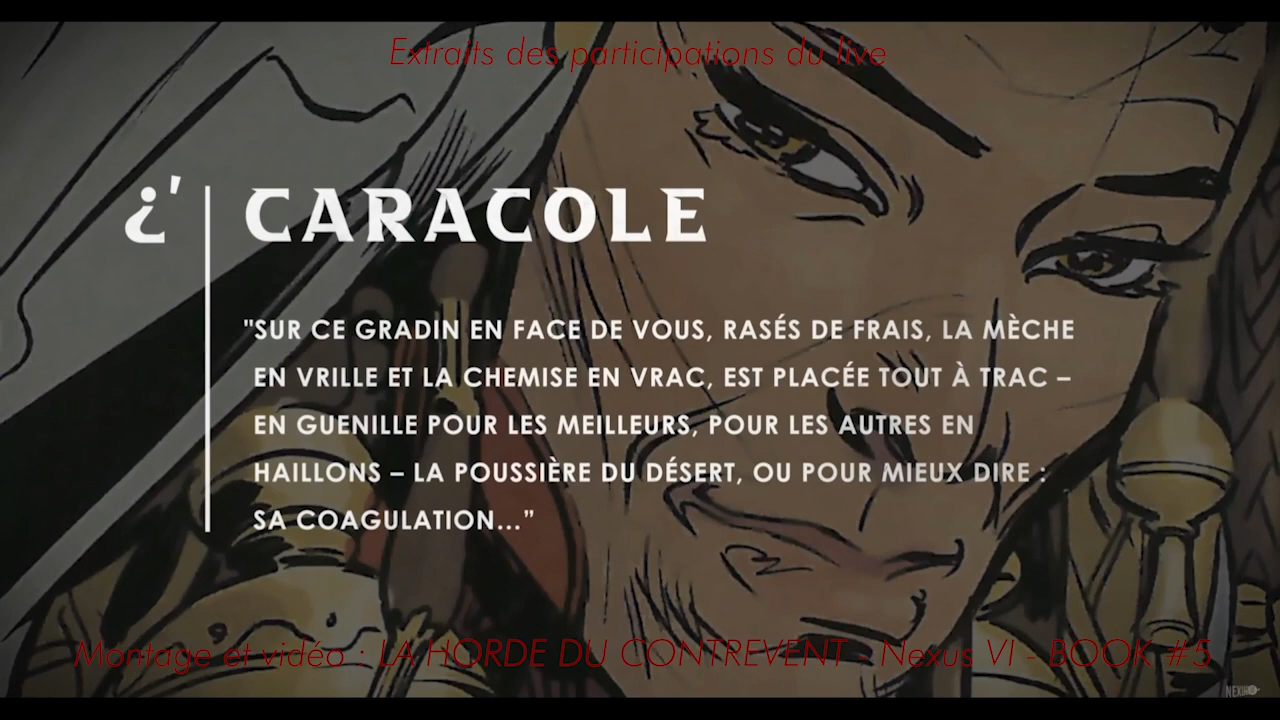 Extraits des participations du live
¿' CARACOLE
"SUR CE GRADIN EN FACE DE VOUS, RASÉS DE FRAIS, LA MÈCHE
EN VRILLE ET LA CHEMISE EN VRAC, EST PLACÉE TOUT À TRAC –
EN GUENILLE POUR LES MEILLEURS, POUR LES AUTRES EN
HAILLONS – LA POUSSIÈRE DU DÉSERT, OU POUR MIEUX DIRE :
SA COAGULATION...”
Montage et vidéo : LA HORDE DU CONTREVENT - Nexus VI - BOOK #5